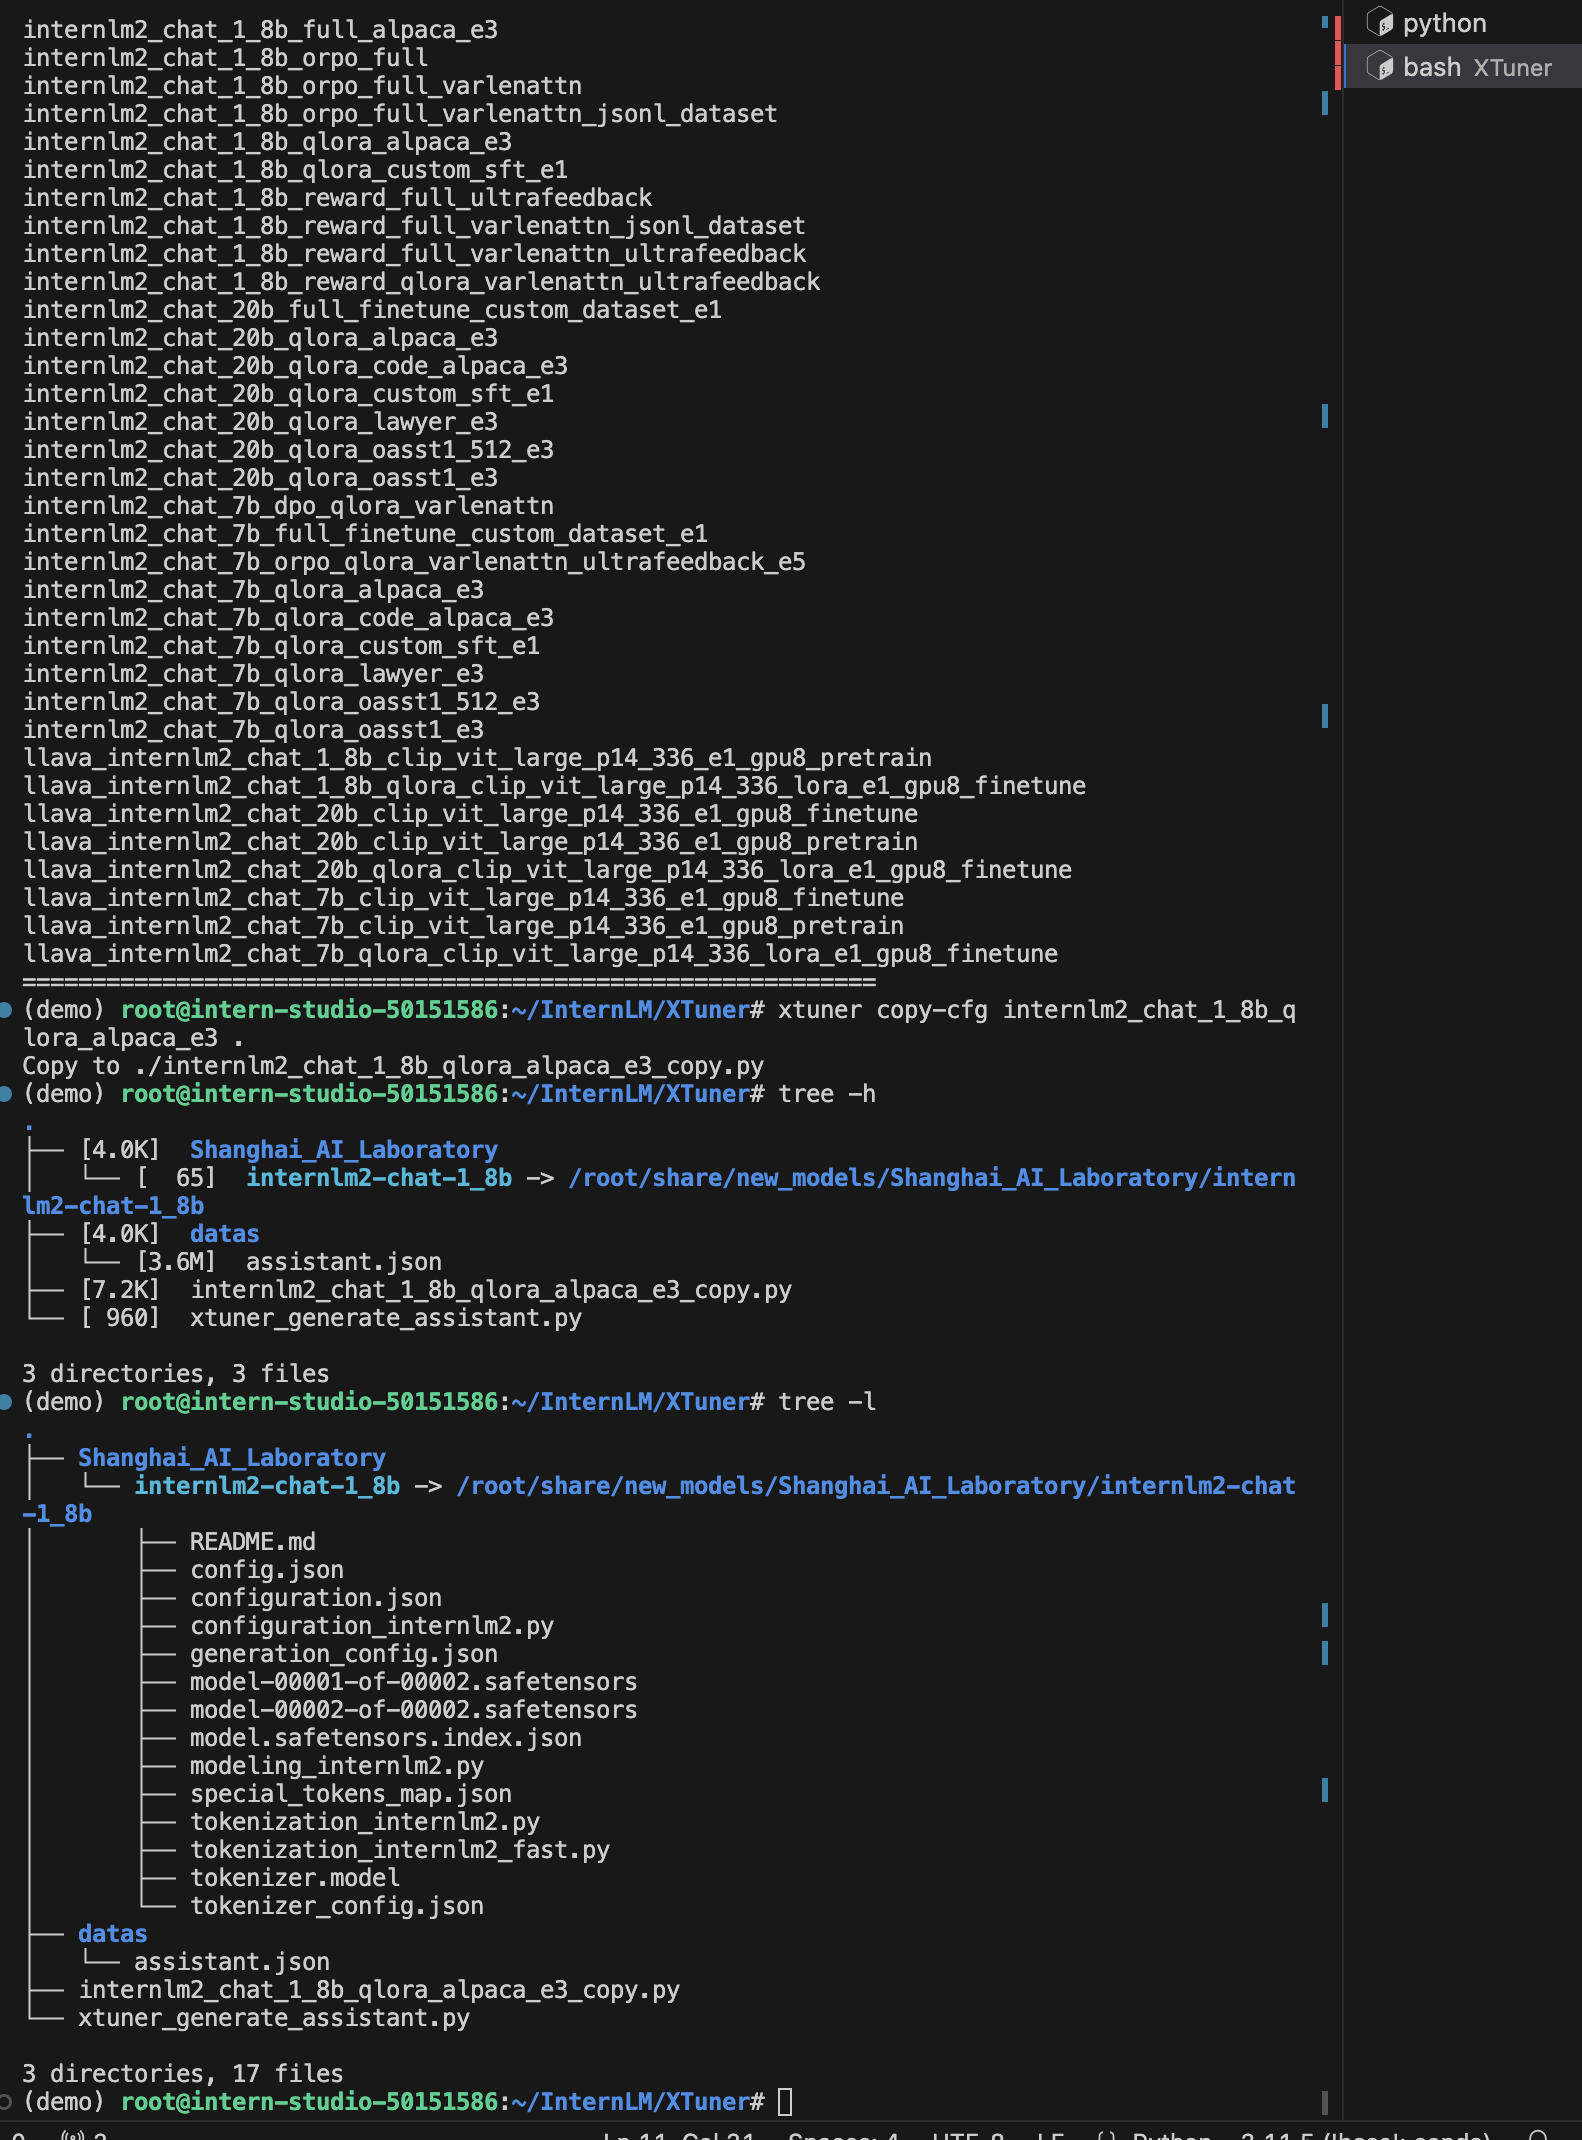 internlm2_chat_1_8b_full_alpaca_e3
internlm2_chat_1_8b_orpo_full
internlm2_chat_1_8b_orpo_full_varlenattn
internlm2_chat_1_8b_orpo_full_varlenattn_jsonl_dataset
internlm2_chat_1_8b_qlora_alpaca_e3
internlm2_chat_1_8b_qlora_custom_sft_e1
internlm2_chat_1_8b_reward_full_ultrafeedback
internlm2_chat_1_8b_reward_full_varlenattn_jsonl_dataset
internlm2_chat_1_8b_reward_full_varlenattn_ultrafeedback
internlm2_chat_1_8b_reward_qlora_varlenattn_ultrafeedback
internlm2_chat_20b_full_finetune_custom_dataset_e1
internlm2_chat_20b_qlora_alpaca_e3
internlm2_chat_20b_qlora_code_alpaca_e3
internlm2_chat_20b_qlora_custom_sft_e1
internlm2_chat_20b_qlora_lawyer_e3
internlm2_chat_20b_qlora_oasst1_512_e3
internlm2_chat_20b_qlora_oasst1_e3
internlm2_chat_7b_dpo_qlora_varlenattn
internlm2_chat_7b_full_finetune_custom_dataset_e1
internlm2_chat_7b_orpo_qlora_varlenattn_ultrafeedback_e5
internlm2_chat_7b_qlora_alpaca_e3
internlm2_chat_7b_qlora_code_alpaca_e3
internlm2_chat_7b_qlora_custom_sft_e1
internlm2_chat_7b_qlora_lawyer_e3
internlm2_chat_7b_qlora_oasst1_512_e3
internlm2_chat_7b_qlora_oasst1_e3
llava_internlm2_chat_1_8b_clip_vit_large_p14_336_e1_gpu8_pretrain
llava_internlm2_chat_1_8b_qlora_clip_vit_large_p14_336_lora_e1_gpu8_finetune
llava_internlm2_chat_20b_clip_vit_large_p14_336_e1_gpu8_finetune
llava_internlm2_chat_20b_clip_vit_large_p14_336_e1_gpu8_pretrain
llava_internlm2_chat_20b_qlora_clip_vit_large_p14_336_lora_e1_gpu8_finetune
llava_internlm2_chat_7b_clip_vit_large_p14_336_e1_gpu8_finetune
llava_internlm2_chat_7b_clip_vit_large_p14_336_e1_gpu8_pretrain
llava_internlm2_chat_7b_qlora_clip_vit_large_p14_336_lora_e1_gpu8_finetune
=============================================================
(demo) root@intern-studio-50151586:~/InternLM/XTuner# xtuner copy-cfg internlm2_chat_1_8b_q
lora_alpaca_e3 .
Copy to ./internlm2_chat_1_8b_qlora_alpaca_e3_copy.py
(demo) root@intern-studio-50151586:~/InternLM/XTuner# tree -h
.
├── [4.0K]  Shanghai_AI_Laboratory
│   └── [  65]  internlm2-chat-1_8b -> /root/share/new_models/Shanghai_AI_Laboratory/intern
lm2-chat-1_8b
├── [4.0K]  datas
│   └── [3.6M]  assistant.json
├── [7.2K]  internlm2_chat_1_8b_qlora_alpaca_e3_copy.py
└── [ 960]  xtuner_generate_assistant.py
3 directories, 3 files
(demo) root@intern-studio-50151586:~/InternLM/XTuner# tree -l
.
├── Shanghai_AI_Laboratory
│   └── internlm2-chat-1_8b -> /root/share/new_models/Shanghai_AI_Laboratory/internlm2-chat
-1_8b
│       ├── README.md
│       ├── config.json
│       ├── configuration.json
│       ├── configuration_internlm2.py
│       ├── generation_config.json
│       ├── model-00001-of-00002.safetensors
│       ├── model-00002-of-00002.safetensors
│       ├── model.safetensors.index.json
│       ├── modeling_internlm2.py
│       ├── special_tokens_map.json
│       ├── tokenization_internlm2.py
│       ├── tokenization_internlm2_fast.py
│       ├── tokenizer.model
│       └── tokenizer_config.json
├── datas
│   └── assistant.json
├── internlm2_chat_1_8b_qlora_alpaca_e3_copy.py
└── xtuner_generate_assistant.py
3 directories, 17 files
(demo) root@intern-studio-50151586:~/InternLM/XTuner#
python
bash XTuner